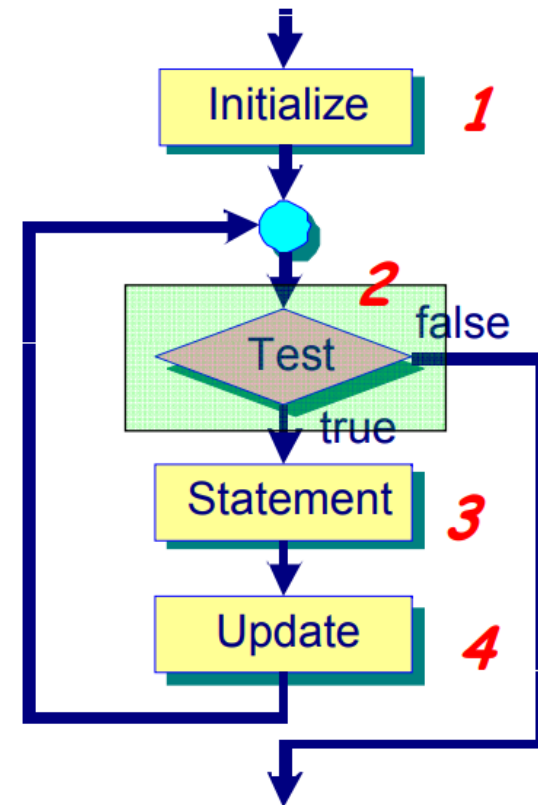 Initialize 1
2
false
Test
true
Statement 3
Update 4